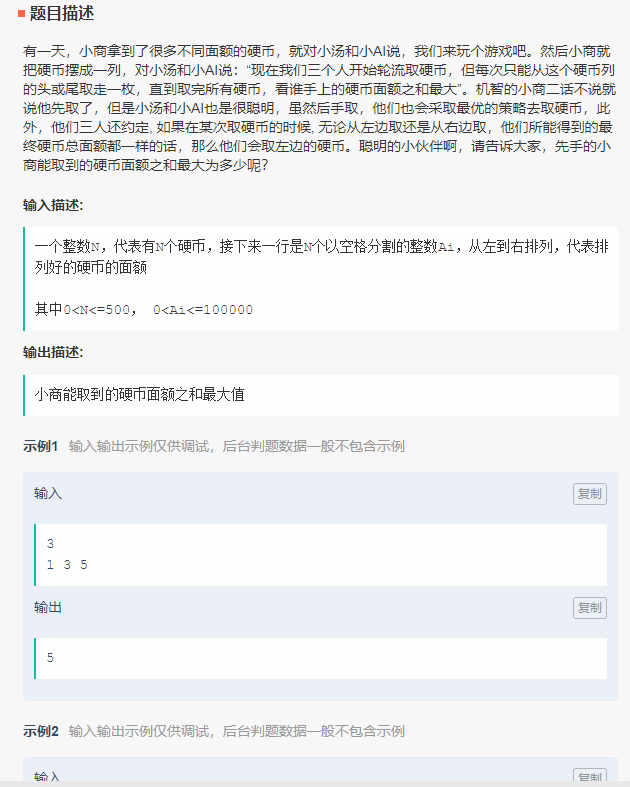 题目描述
有一天，小商拿到了很多不同面额的硬币，就对小汤和小AI说，我们来玩个游戏吧。然后小商就
把硬币摆成一列，对小汤和小AI说：“现在我们三个人开始轮流取硬币，但每次只能从这个硬币列
的头或尾取走一枚，直到取完所有硬币，看谁手上的硬币面额之和最大”。机智的小商二话不说就
说他先取了，但是小汤和小AI也是很聪明，虽然后手取，他们也会采取最优的策略去取硬币，此
外，他们三人还约定, 如果在某次取硬币的时候, 无论从左边取还是从右边取，他们所能得到的最
终硬币总面额都一样的话，那么他们会取左边的硬币。聪明的小伙伴啊，请告诉大家，先手的小
商能取到的硬币面额之和最大为多少呢？
输入描述:
一个整数N，代表有N个硬币，接下来一行是N个以空格分割的整数Ai，从左到右排列，代表排
列好的硬币的面额
其中0<N<=500， 0<Ai<=100000
输出描述:
小商能取到的硬币面额之和最大值
示例1 输入输出示例仅供调试，后台判题数据一般不包含示例
输入 复制
3
1 3 5
输出 复制
5
示例2 输入输出示例仅供调试，后台判题数据一般不包含示例
输入 复制